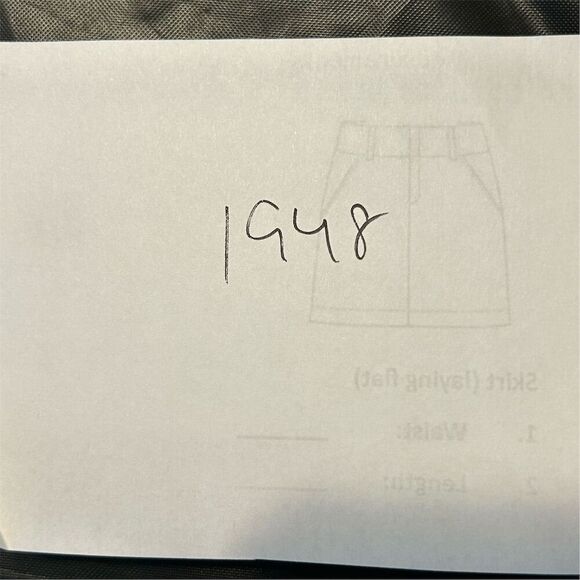 1948
Skirt (laying flat)
1. Waist:
2 Length: